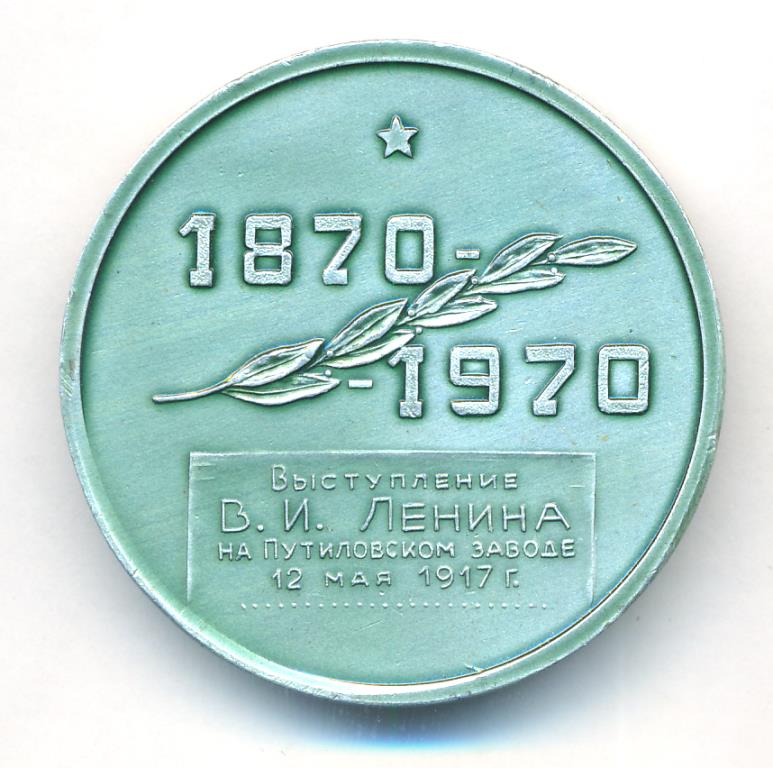 1870-
-1970
Выступление
В. И. Ленина
на Путиловском заводе
12 мая 1917 г.